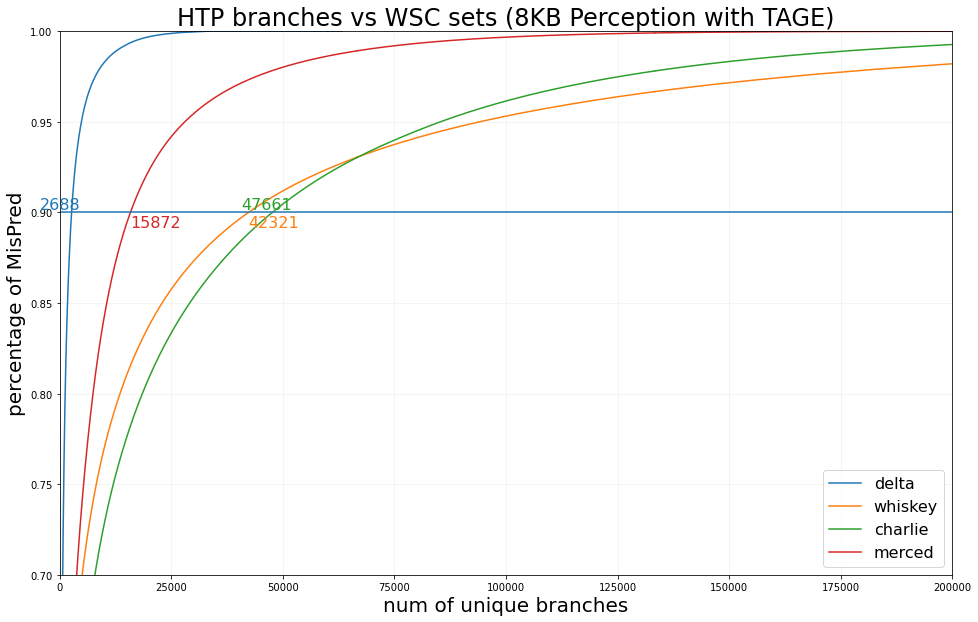 HTP branches vs WSC sets (8KB Perception with TAGE)
percentage of MisPred
1.00
0.95
0.90
0.85
0.80
0.75
0.70
2688
47661
15872
42321
delta
whiskey
charlie
merced
0 25000 50000 75000 100000 125000 150000 175000 200000
num of unique branches